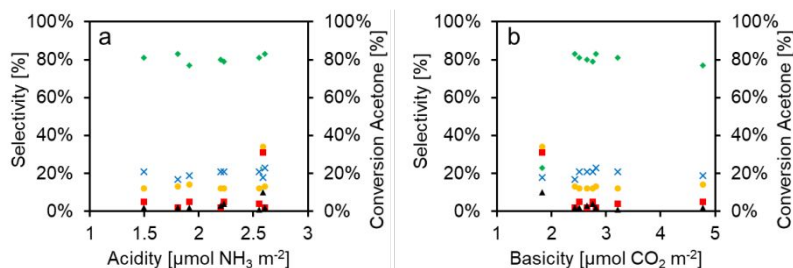 a
100%
80%
60%
40%
20%
0%
Selectivity [%]
100%
80%
60%
40%
20%
0%
Conversion Acetone [%]
1 1.5 2 2.5 3
Acidity [µmol NH₃ m⁻²]
b
100%
80%
60%
40%
20%
0%
Selectivity [%]
100%
80%
60%
40%
20%
0%
Conversion Acetone [%]
1 2 3 4 5
Basicity [µmol CO₂ m⁻²]